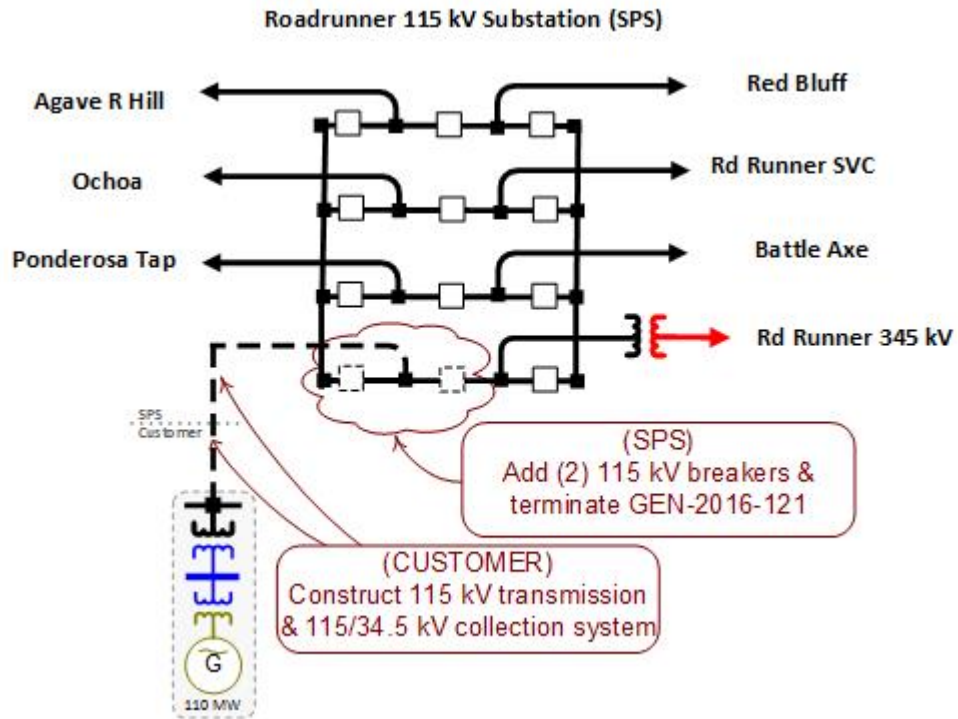 Roadrunner 115 kV Substation (SPS)
Agave R Hill
Red Bluff
Ochoa
Rd Runner SVC
Ponderosa Tap
Battle Axe
Rd Runner 345 kV
SPS
Customer
(SPS)
Add (2) 115 kV breakers &
terminate GEN-2016-121
(CUSTOMER)
Construct 115 kV transmission
& 115/34.5 kV collection system
G
110 MW